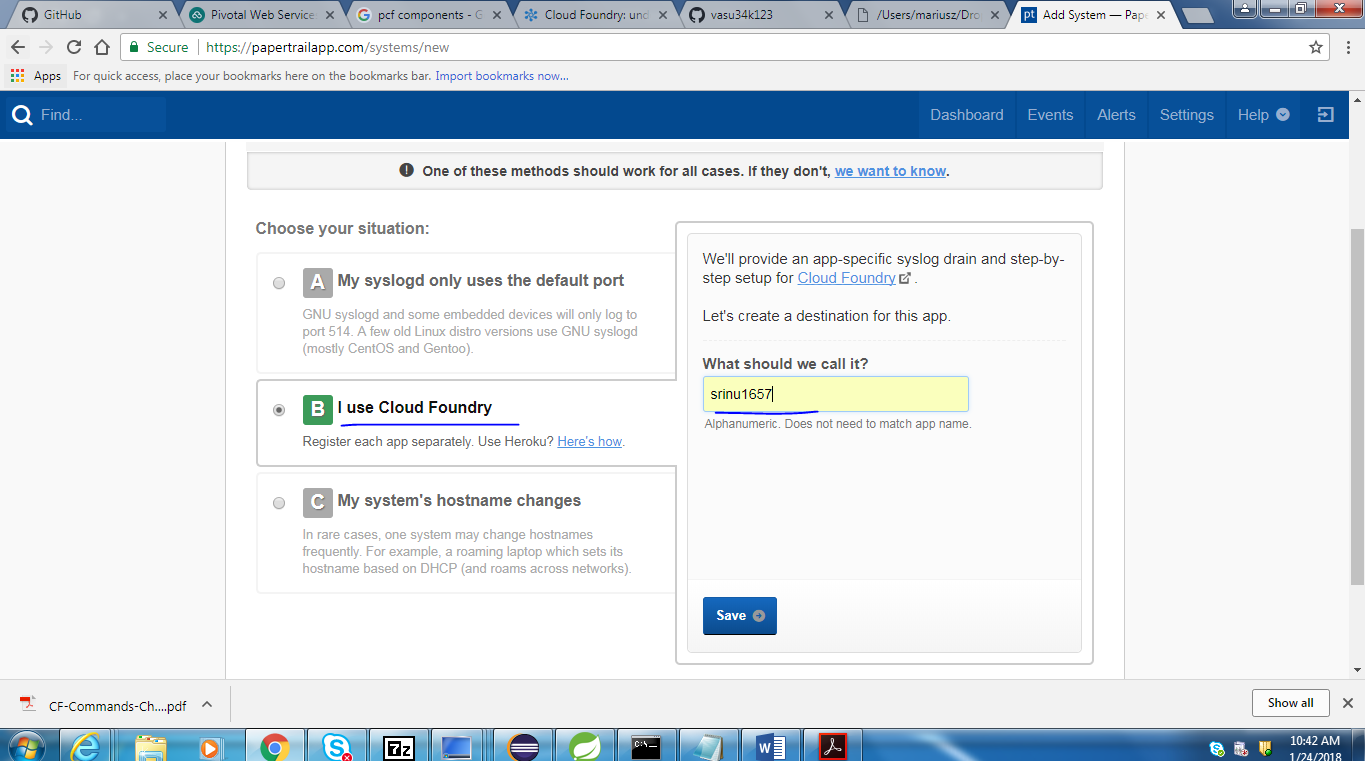 GitHub
Pivotal Web Service
pcf components - G
Cloud Foundry: und
vasu34k123
/Users/mariusz/Dro
pt Add System — Pape
Secure https://papertrailapp.com/systems/new
Apps For quick access, place your bookmarks here on the bookmarks bar. Import bookmarks now...
Find... Dashboard Events Alerts Settings Help
One of these methods should work for all cases. If they don't, we want to know.
Choose your situation:
A My syslogd only uses the default port
GNU syslogd and some embedded devices will only log to
port 514. A few old Linux distro versions use GNU syslogd
(mostly CentOS and Gentoo).
B I use Cloud Foundry
Register each app separately. Use Heroku? Here's how.
C My system's hostname changes
In rare cases, one system may change hostnames
frequently. For example, a roaming laptop which sets its
hostname based on DHCP (and roams across networks).
We'll provide an app-specific syslog drain and step-by-
step setup for Cloud Foundry .
Let's create a destination for this app.
What should we call it?
srinu1657
Alphanumeric. Does not need to match app name.
Save
CF-Commands-Ch....pdf
Show all
7z
C:\
W
10:42 AM
1/24/2018